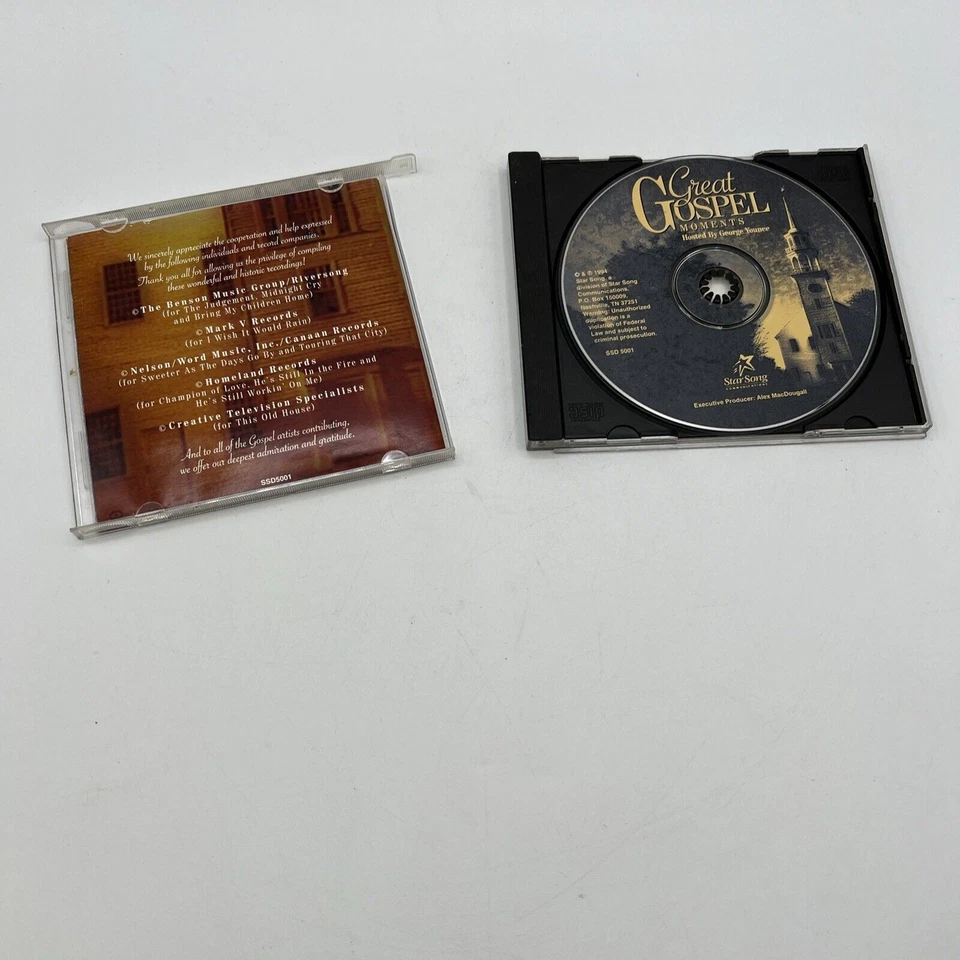 We sincerely appreciate the cooperation and help expressed
by the following individuals and record companies.
Thank you all for allowing us the privilege of compiling
these wonderful and historic recordings!
©The Benson Music Group/Riversong
(for The Judgement, Midnight Cry
and Bring My Children Home)
©Mark V Records
(for I Wish It Would Rain)
©Nelson/Word Music, Inc./Canaan Records
(for Sweeter As The Days Go By and Touring That City)
©Homeland Records
(for Champion of Love, He's Still In the Fire and
He's Still Workin' On Me)
©Creative Television Specialists
(for This Old House)
And to all of the Gospel artists contributing,
we offer our deepest admiration and gratitude.
SSD5001
Great
GOSPEL
MOMENTS
Hosted By George Younce
© & ℗ 1994
Star Song, a
division of Star Song
Communications.
P.O. Box 150009,
Nashville, TN 37251
Warning: Unauthorized
duplication is a
violation of Federal
Law and subject to
criminal prosecution.
SSD 5001
Star Song
COMMUNICATIONS
Executive Producer: Alex MacDougall